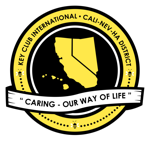 KEY CLUB INTERNATIONAL • CALI-NEV-HA DISTRICT
" CARING - OUR WAY OF LIFE "